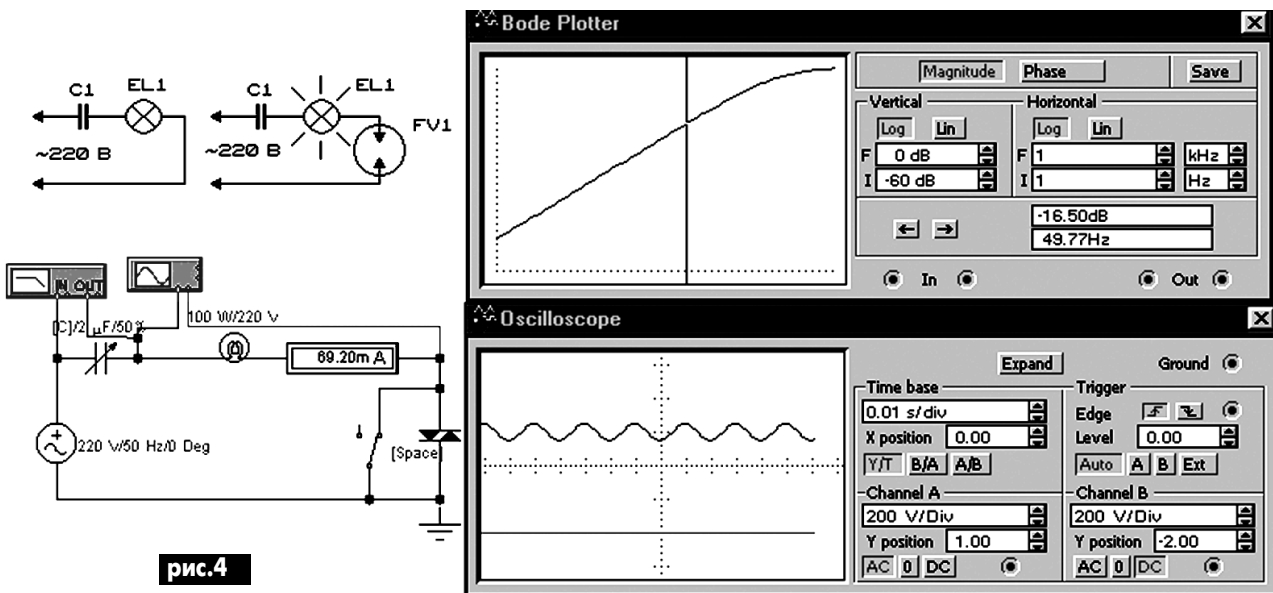 C1
EL1
~220 В
C1
EL1
FV1
~220 В
IN OUT
[C]/2 µF/50%
100 W/220 V
69.20m A
220 V/50 Hz/0 Deg
[Space]
рис.4
Bode Plotter
Magnitude Phase Save
Vertical Horizontal
Log Lin Log Lin
F 0 dB F 1 kHz
I -60 dB I 1 Hz
-16.50dB
49.77Hz
In Out
Oscilloscope
Expand Ground
Time base Trigger
0.01 s/div Edge
X position 0.00 Level 0.00
Y/T B/A A/B Auto A B Ext
Channel A Channel B
200 V/Div 200 V/Div
Y position 1.00 Y position -2.00
AC 0 DC AC 0 DC